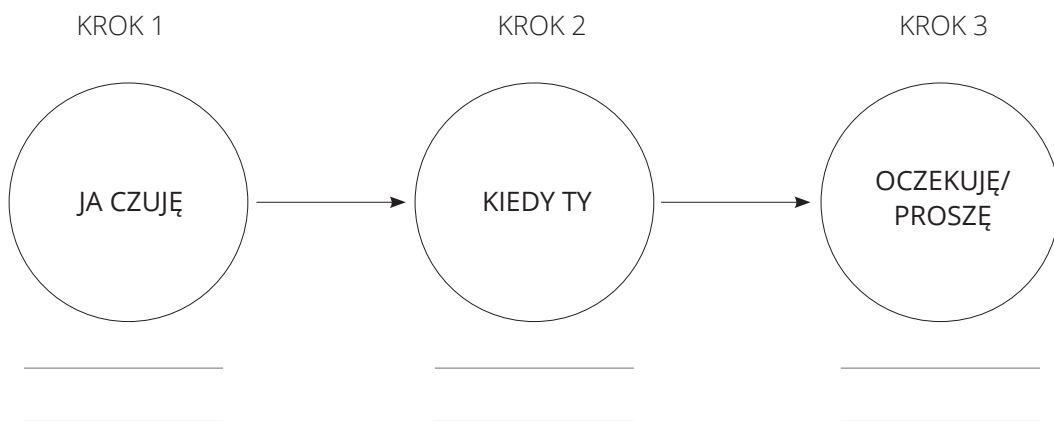 KROK 1
KROK 2
KROK 3
JA CZUJĘ
KIEDY TY
OCZEKUJĘ/
PROSZĘ